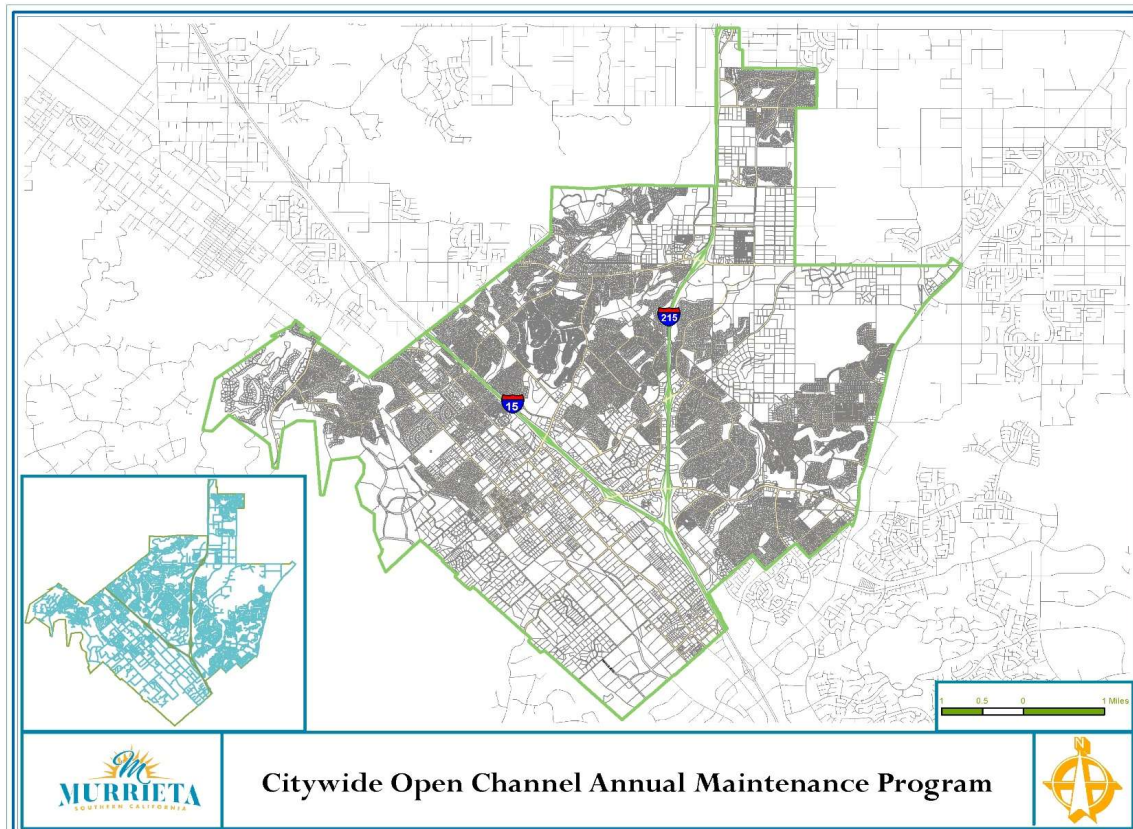 215
15
1 0.5 0 1 Miles
M
MURRIETA
SOUTHERN CALIFORNIA
Citywide Open Channel Annual Maintenance Program
N